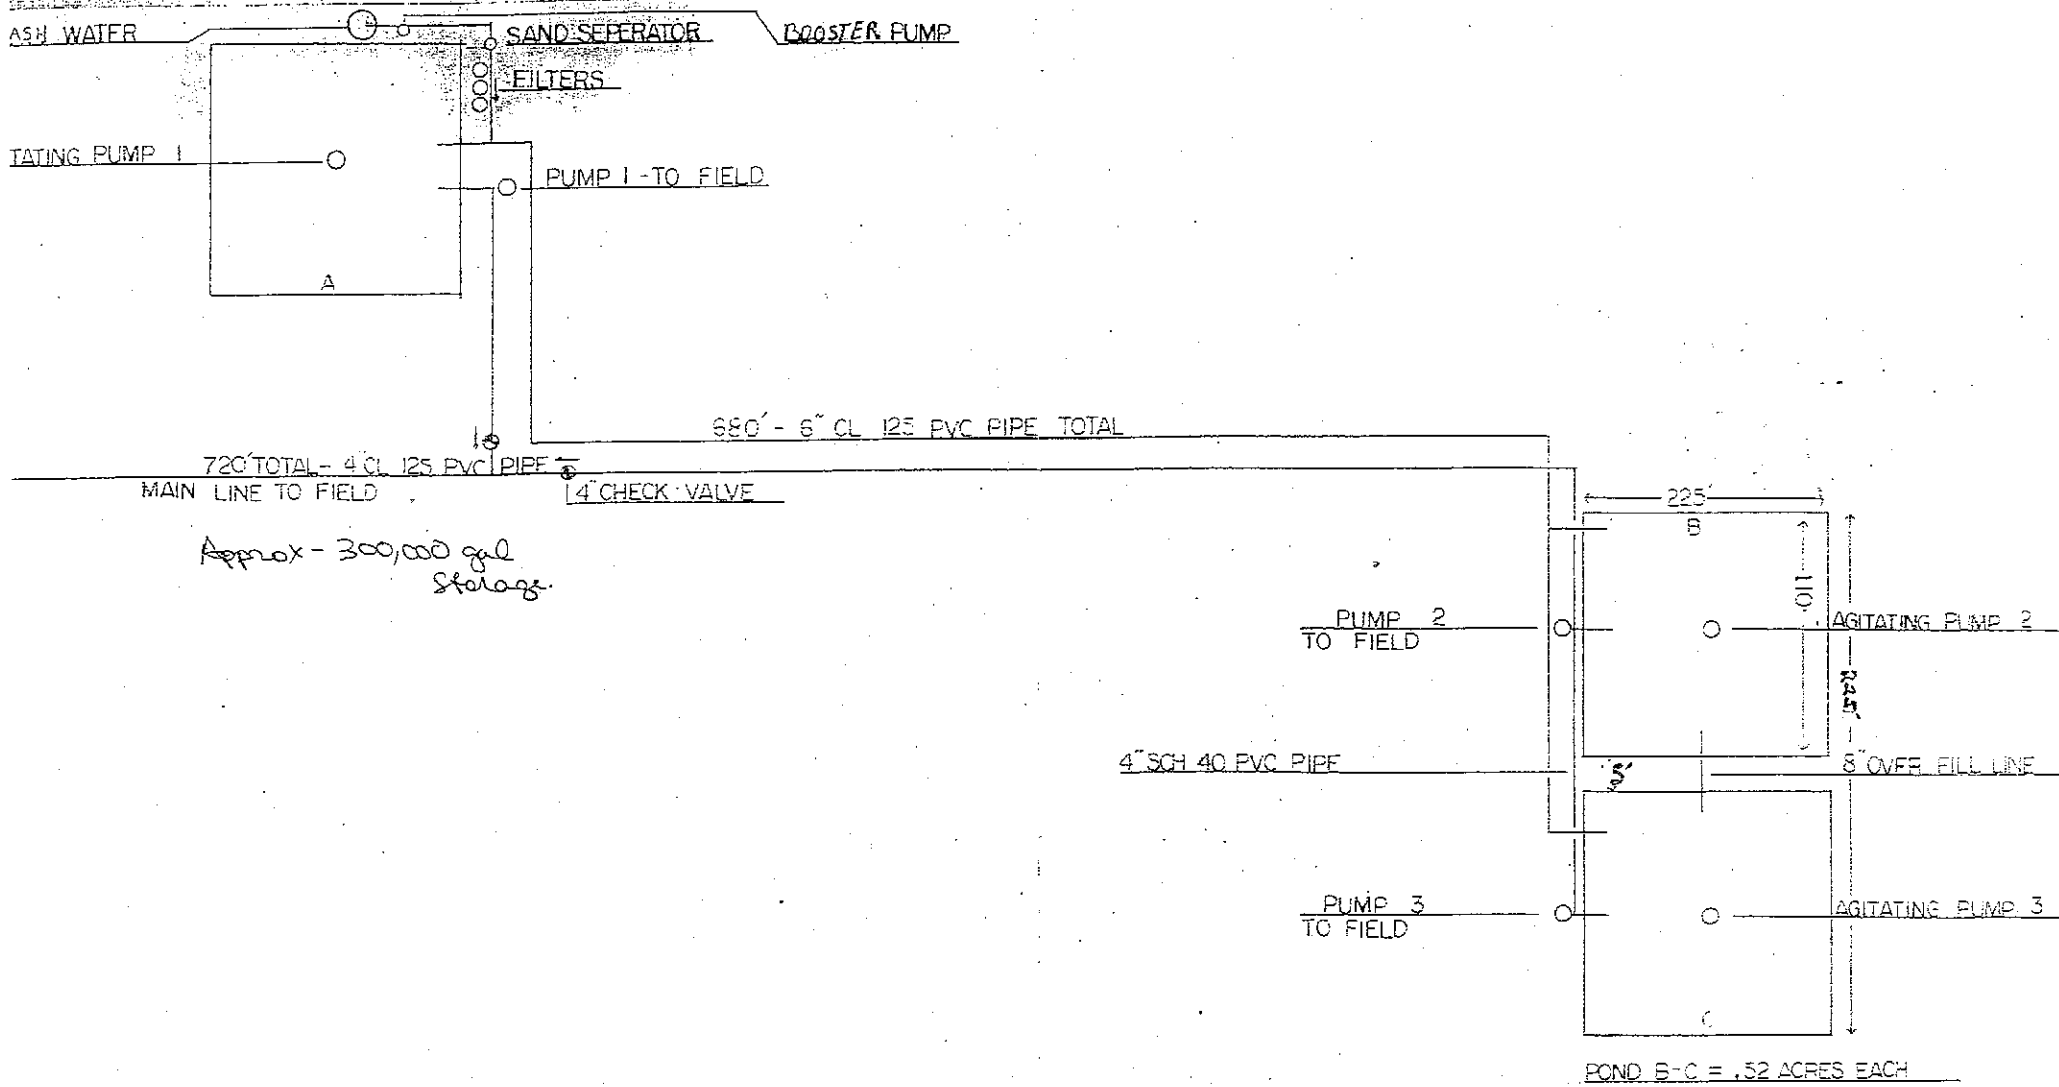 ASH WATER
SAND SEPERATOR
BOOSTER PUMP
FILTERS
TATING PUMP 1
PUMP 1 - TO FIELD
A
680' - 6" CL 125 PVC PIPE TOTAL
720' TOTAL - 4" CL 125 PVC PIPE
MAIN LINE TO FIELD
4" CHECK VALVE
Approx - 300,000 gal
Storage.
225'
B
110'
PUMP 2
TO FIELD
AGITATING PUMP 2
225'
4" SCH 40 PVC PIPE
8" OVER FILL LINE
PUMP 3
TO FIELD
AGITATING PUMP 3
C
POND B-C = .52 ACRES EACH